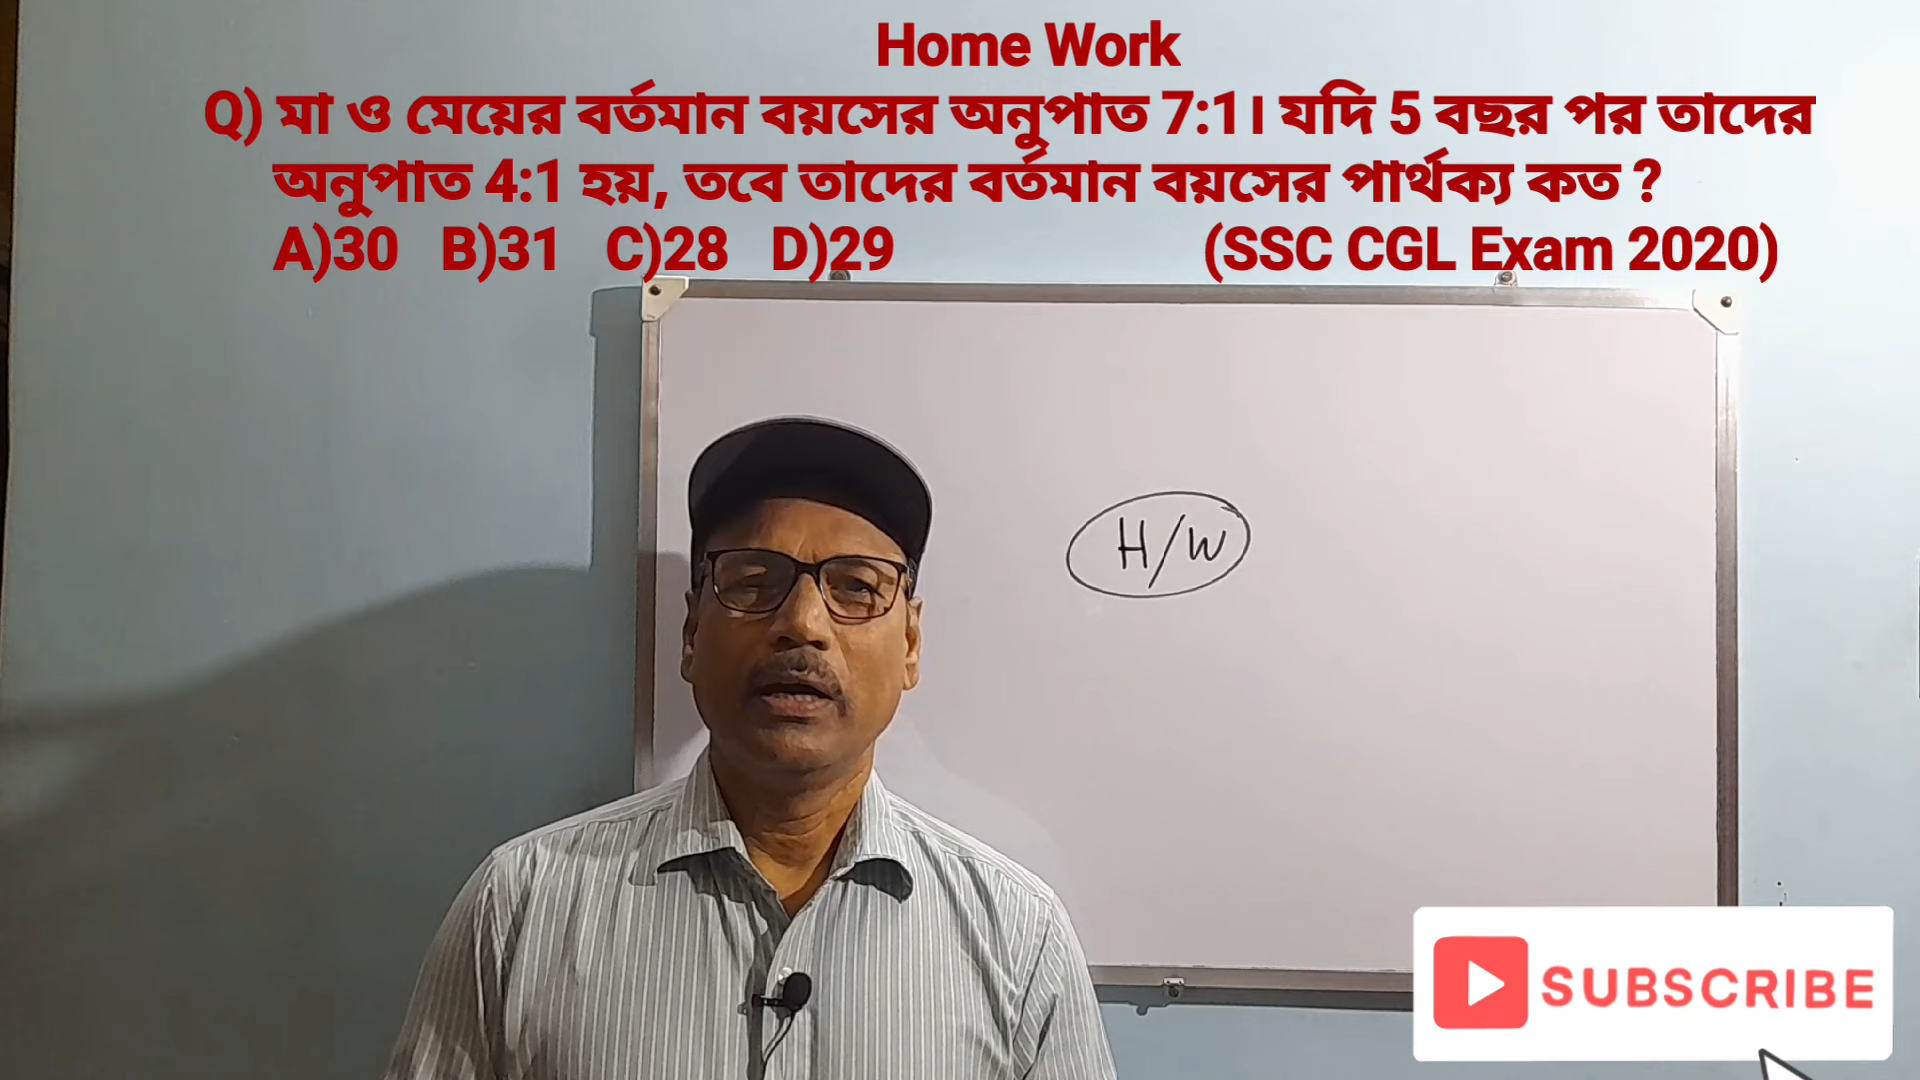 Home Work
Q) মা ও মেয়ের বর্তমান বয়সের অনুপাত 7:1। যদি 5 বছর পর তাদের
অনুপাত 4:1 হয়, তবে তাদের বর্তমান বয়সের পার্থক্য কত ?
A)30 B)31 C)28 D)29 (SSC CGL Exam 2020)
H/W
SUBSCRIBE